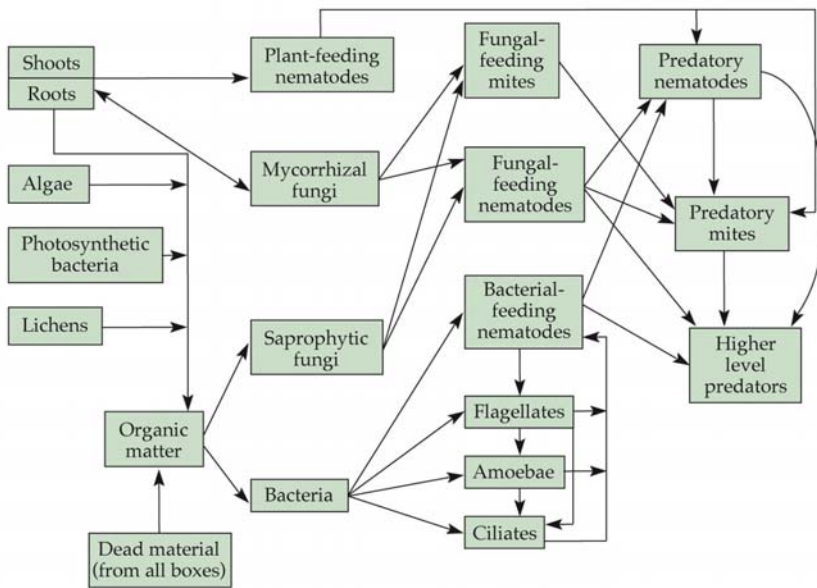 Shoots
Roots
Algae
Photosynthetic
bacteria
Lichens
Organic
matter
Dead material
(from all boxes)
Plant-feeding
nematodes
Mycorrhizal
fungi
Saprophytic
fungi
Bacteria
Fungal-
feeding
mites
Fungal-
feeding
nematodes
Bacterial-
feeding
nematodes
Flagellates
Amoebae
Ciliates
Predatory
nematodes
Predatory
mites
Higher
level
predators